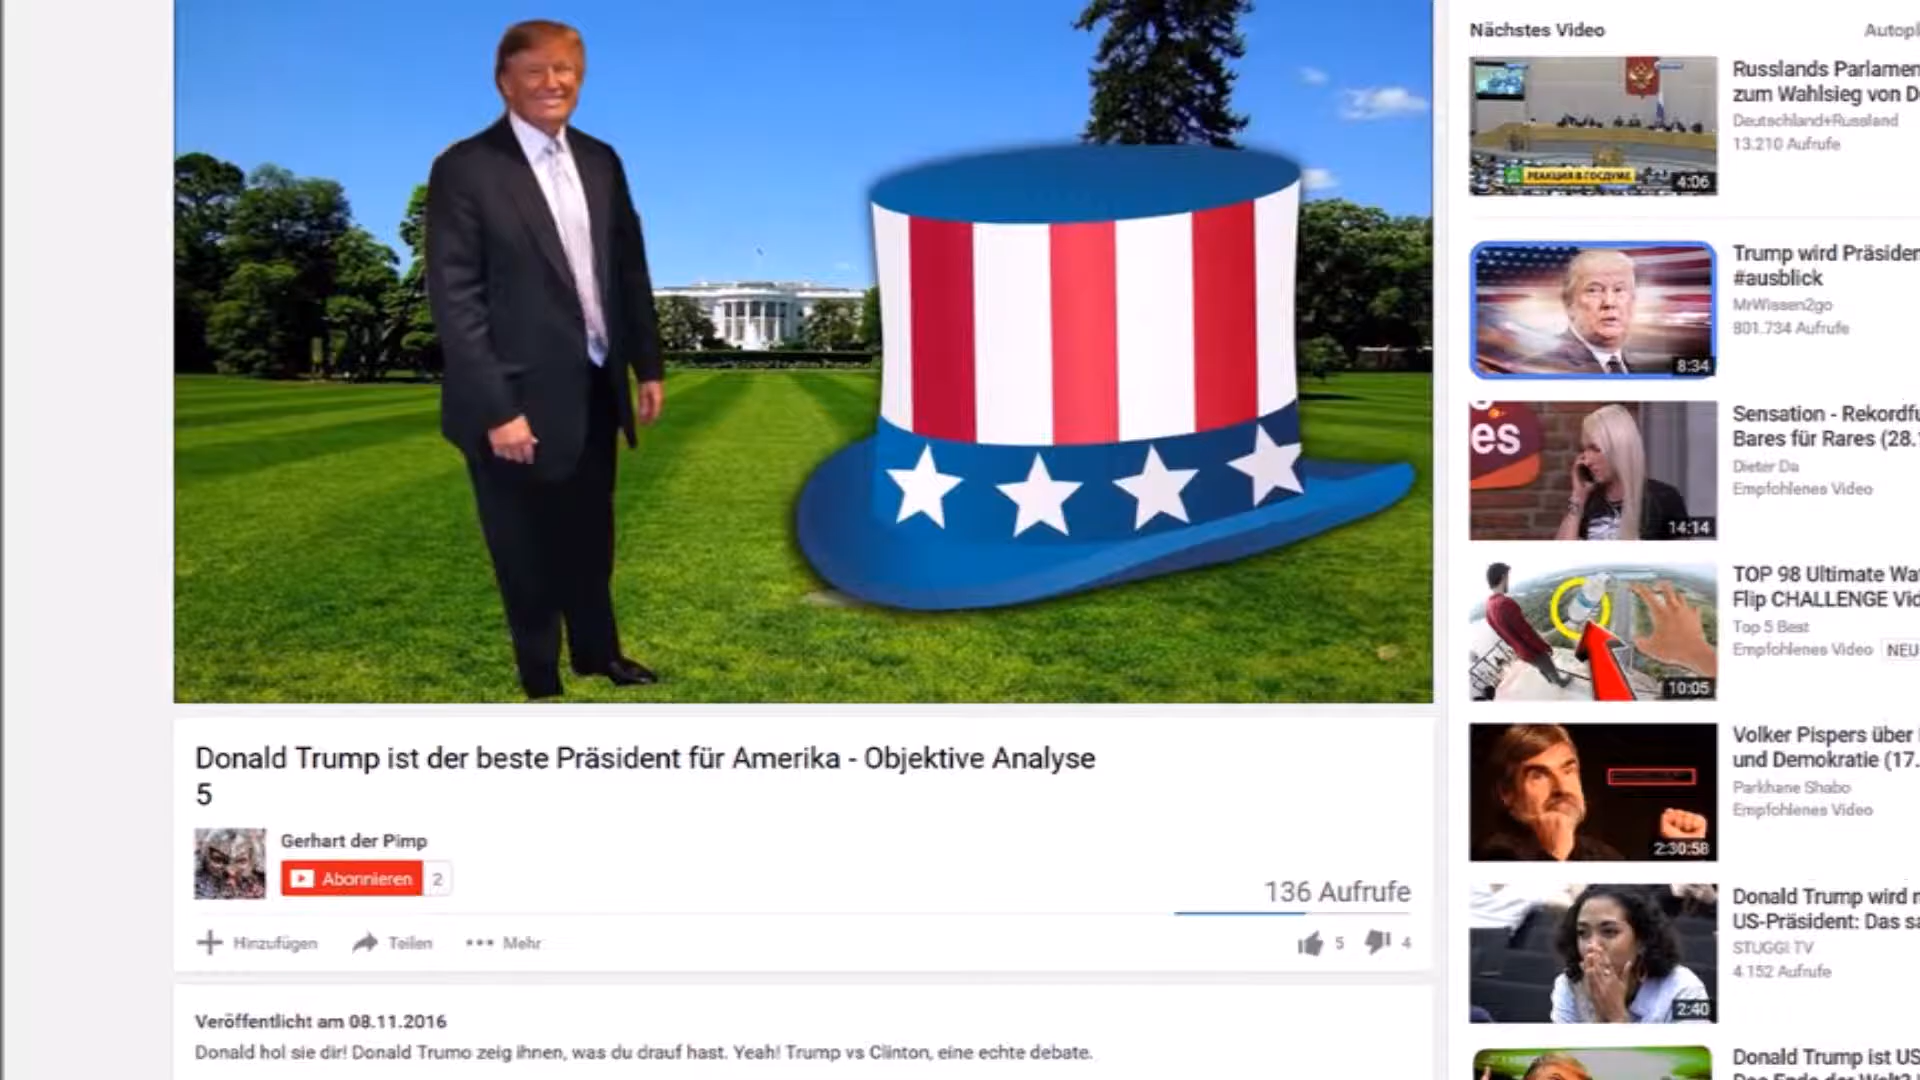 Donald Trump ist der beste Präsident für Amerika - Objektive Analyse
5
Gerhart der Pimp
Abonnieren 2
136 Aufrufe
Hinzufügen Teilen Mehr
5 4
Veröffentlicht am 08.11.2016
Donald hol sie dir! Donald Trumo zeig ihnen, was du drauf hast. Yeah! Trump vs Clinton, eine echte debate.
Nächstes Video Autopl
Russlands Parlamen
zum Wahlsieg von D
Deutschland+Russland
13.210 Aufrufe
РЕАКЦИЯ В ГОСДУМЕ
4:06
Trump wird Präsiden
#ausblick
MrWissen2go
801.734 Aufrufe
8:34
Sensation - Rekordfu
Bares für Rares (28.
Dieter Da
Empfohlenes Video
es
14:14
TOP 98 Ultimate Wa
Flip CHALLENGE Vid
Top 5 Best
Empfohlenes Video NEU
10:05
Volker Pispers über
und Demokratie (17.
Parkhane Shabo
Empfohlenes Video
2:30:58
Donald Trump wird n
US-Präsident: Das sa
STUGGI TV
4.152 Aufrufe
2:40
Donald Trump ist US